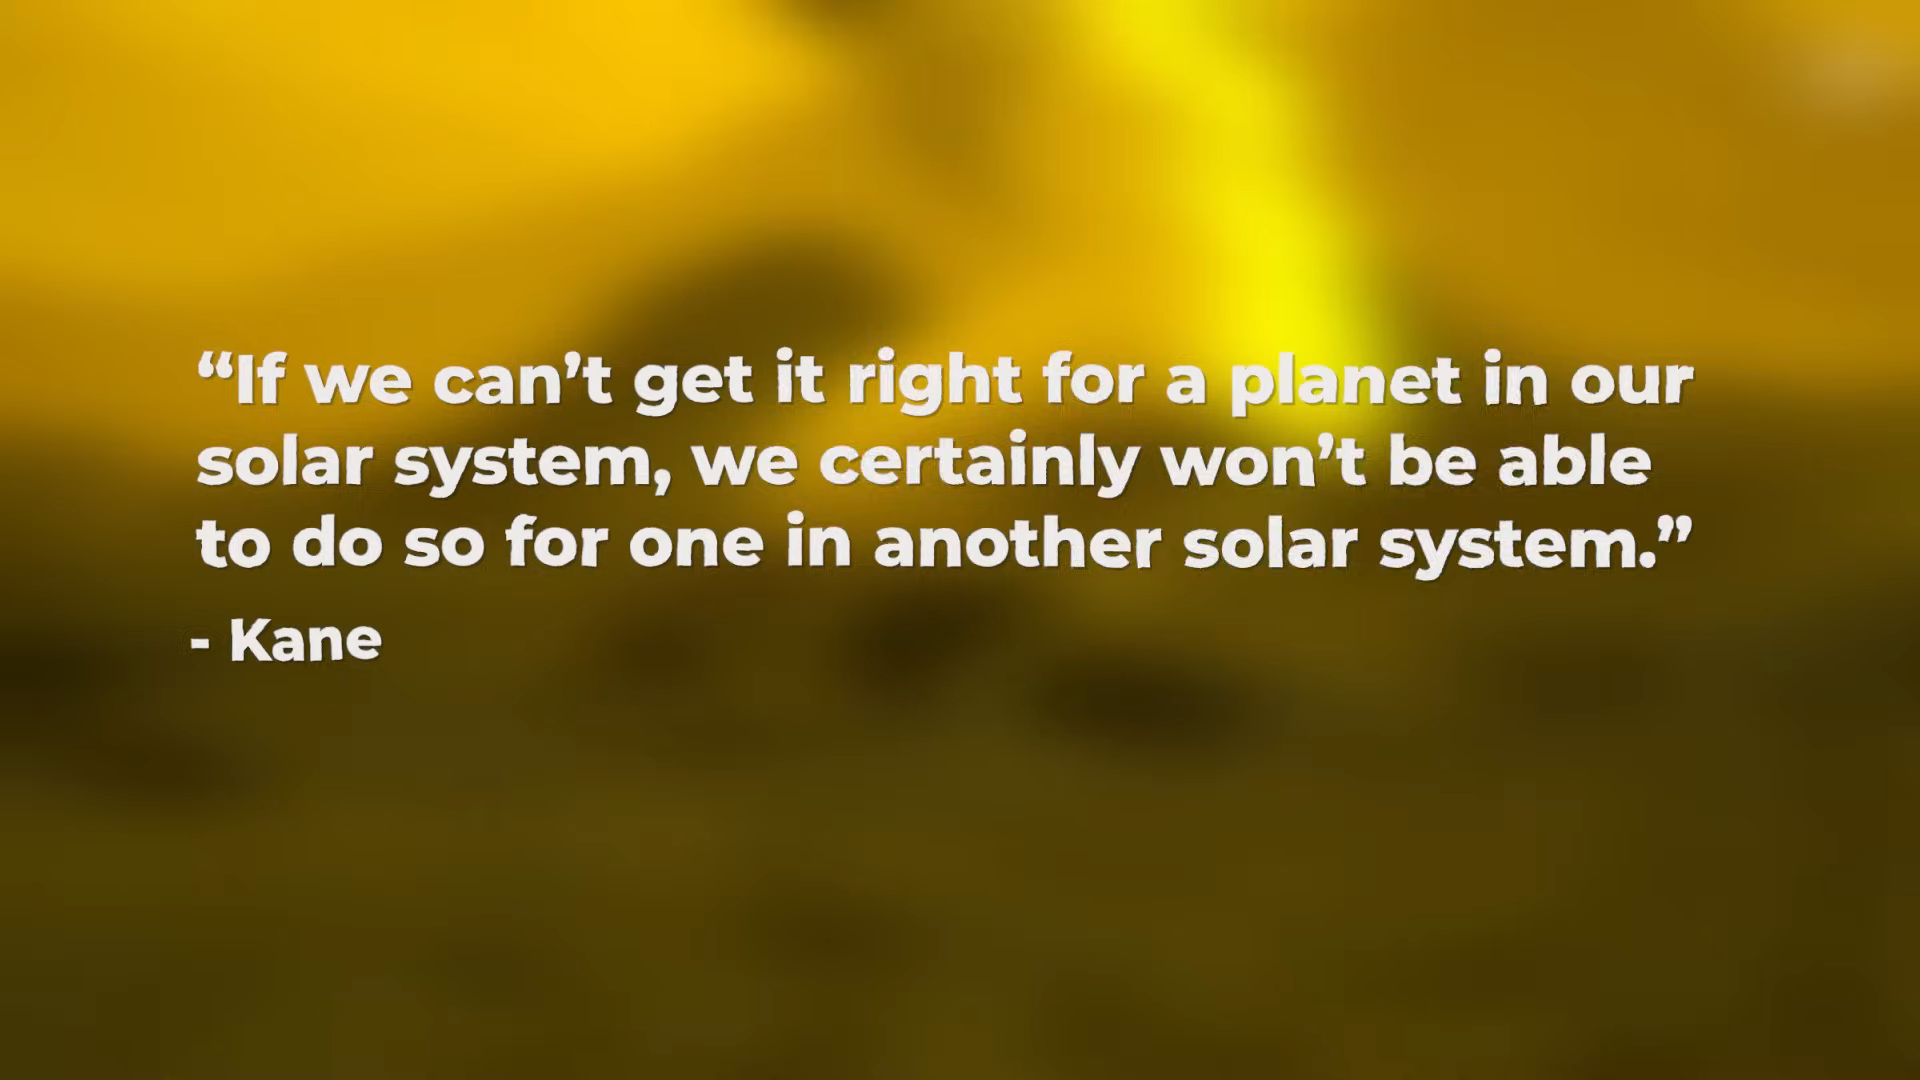 “If we can’t get it right for a planet in our
solar system, we certainly won’t be able
to do so for one in another solar system.”
- Kane